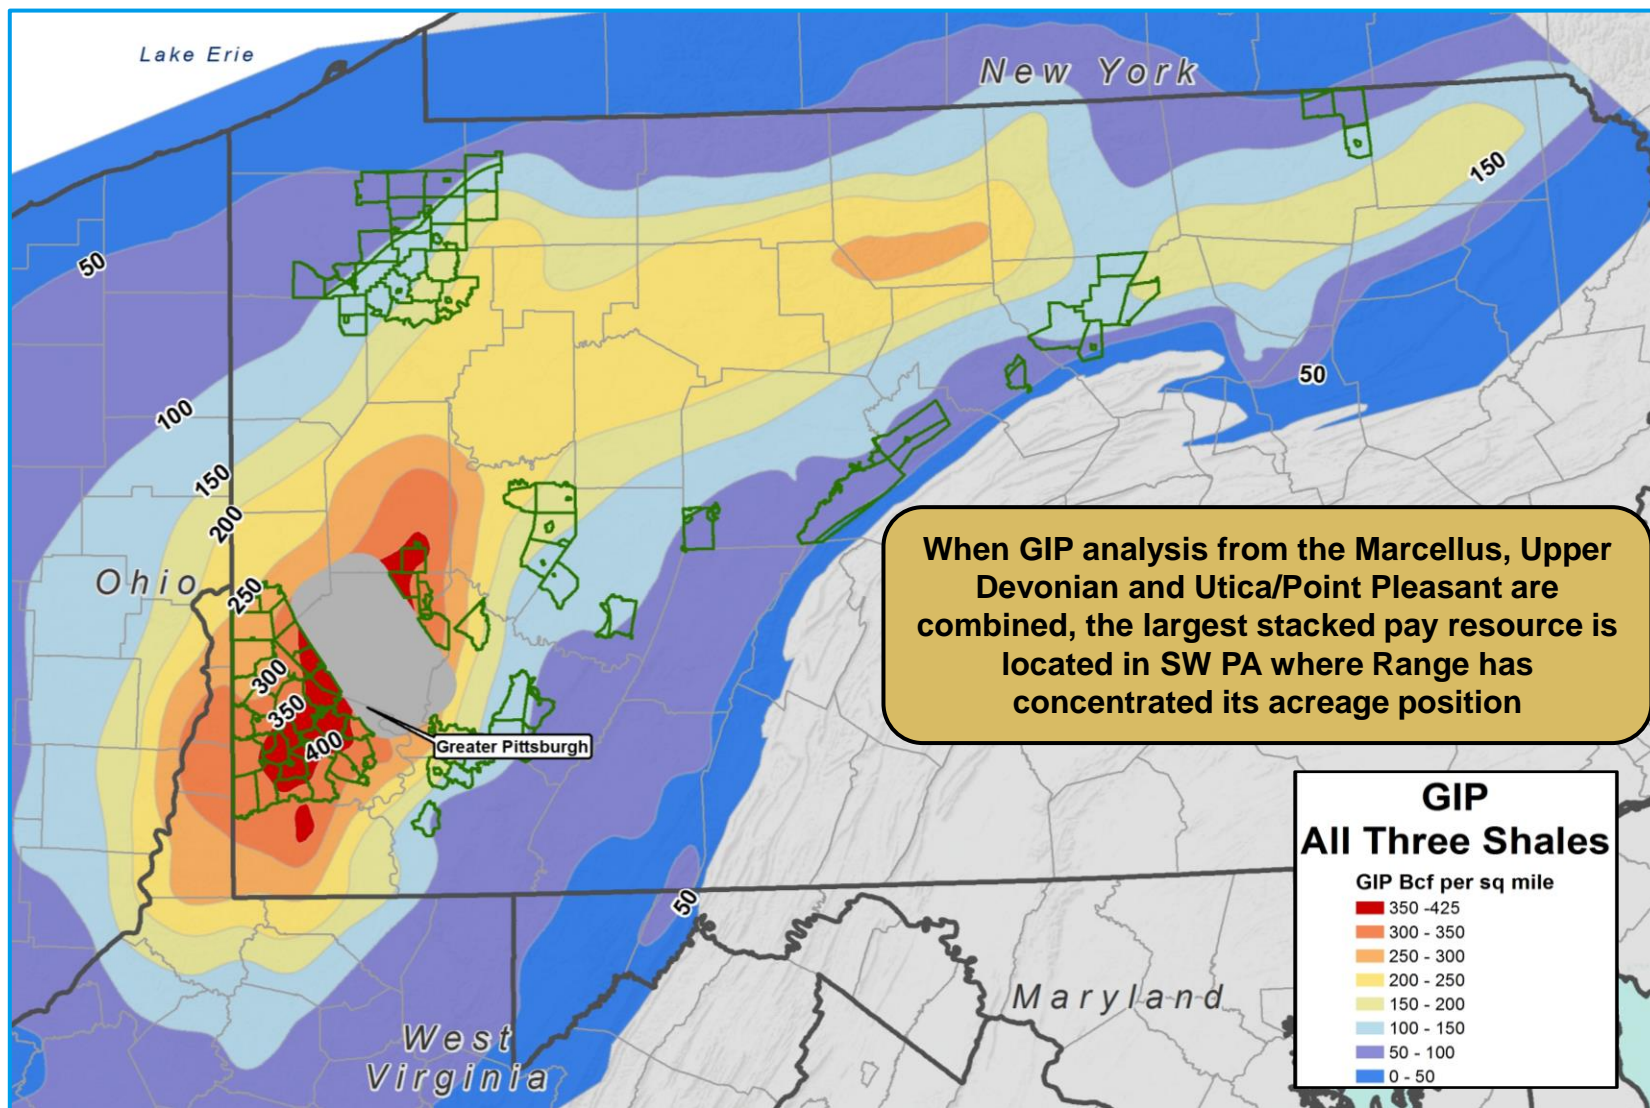 Lake Erie
New York
150
50
50
100
150
200
Ohio
250
300
350
400
Greater Pittsburgh
When GIP analysis from the Marcellus, Upper
Devonian and Utica/Point Pleasant are
combined, the largest stacked pay resource is
located in SW PA where Range has
concentrated its acreage position
50
West
Virginia
Maryland
GIP
All Three Shales
GIP Bcf per sq mile
350 -425
300 - 350
250 - 300
200 - 250
150 - 200
100 - 150
50 - 100
0 - 50